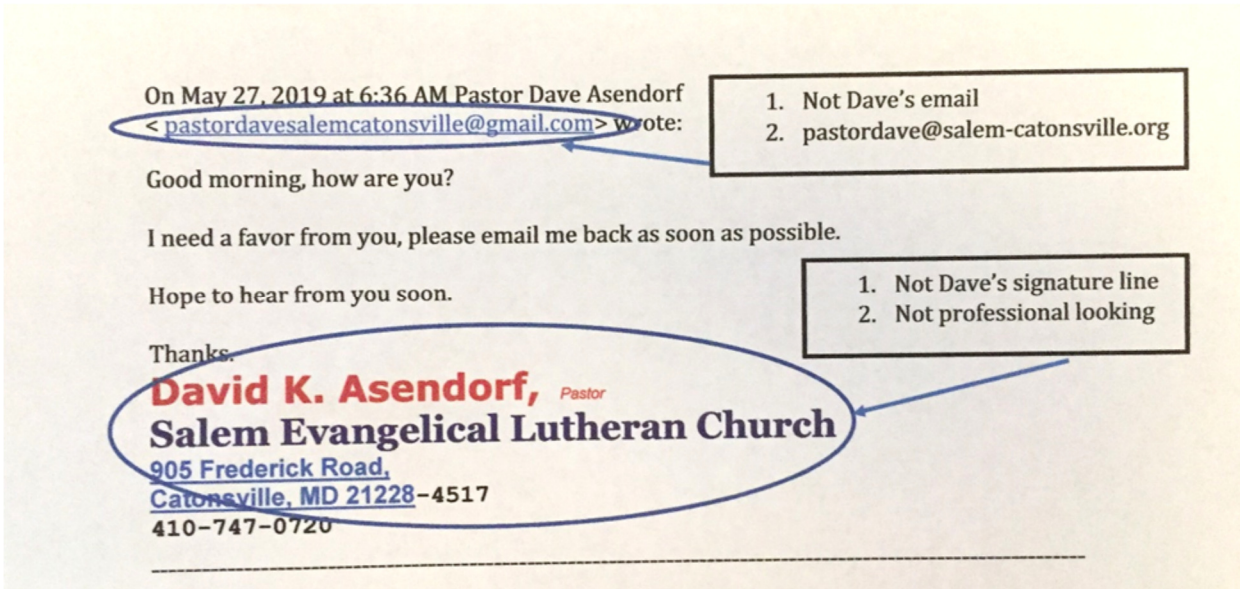 On May 27, 2019 at 6:36 AM Pastor Dave Asendorf
< pastordavesalemcatonsville@gmail.com> wrote:
1. Not Dave's email
2. pastordave@salem-catonsville.org
Good morning, how are you?
I need a favor from you, please email me back as soon as possible.
Hope to hear from you soon.
1. Not Dave's signature line
2. Not professional looking
Thanks.
David K. Asendorf, Pastor
Salem Evangelical Lutheran Church
905 Frederick Road,
Catonsville, MD 21228-4517
410-747-0720